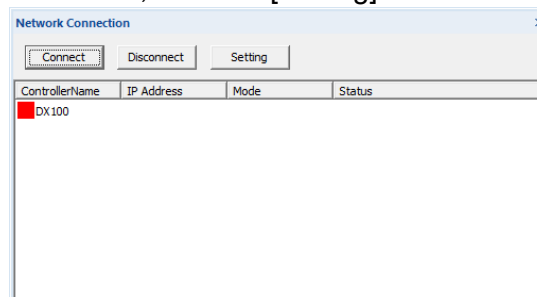 Network Connection
Connect Disconnect Setting
ControllerName IP Address Mode Status
DX100